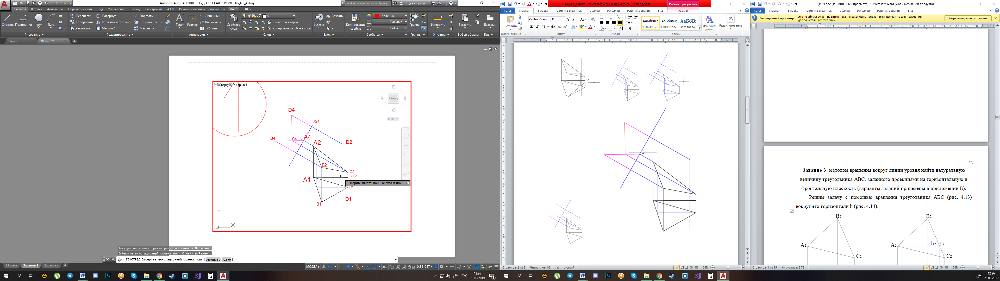 Autodesk AutoCAD 2018 - СТУДЕНЧЕСКАЯ ВЕРСИЯ KG_lab_4.dwg
Введите ключевое слово/фразу
Вход в службы
Главная Вставка Аннотации Параметризация Вид Управление Вывод Надстройки A360 Рекомендованные приложения Лист
Отрезок Полилиния Круг Дуга
Перенести Повернуть Обрезать
Копировать Отразить зеркально Сопряжение
Растянуть Масштаб Массив
Текст Размер
Линейный
Выноска
Таблица
Свойства слоя
0
Сделать текущим
Копировать свойства слоя
Вставка
Создать
Копирование свойств
Красный
ПоСлою
ПоСл...
Группа
Измерить
Вставить
Базовый
Рисование Редактирование Аннотации Слои Блок Свойства Группы Утилиты Буфер обмена Вид
Начало KG_lab_4*
[+][Сверху][2D-каркас]
С
З Сверху В
Ю
МСК
D4
x24
B4 C4 A4
A2 D2
B2
C2
x12
A1
Выберите аннотационный объект или
C1
D1
B1
Y
X
Текущие настройки: режим редактирования = Несколько
Выберите аннотационный объект или [Отменить/Режим]:
ТЕКСТРЕД Выберите аннотационный объект или [Отменить Режим]:
Модель Задание 1 Задание 2
МОДЕЛЬ
0.341047
РУС
12:26
21.03.2019
KG_lab_4.docx - Microsoft Word (Сбой активации продукта)
Работа с рисунками
Файл Главная Вставка Разметка страницы Ссылки Рассылки Рецензирование Вид Формат
Вставить
Calibri (Осно 11
Ж К Ч abc x₂ x²
АаБбВвГг, АаБбВвГг, АаБбВ
¶ Обычный ¶ Без инте... Заголово...
Изменить стили
Редактирование
Буфер обмена Шрифт Абзац Стили
Страница: 2 из 5 Число слов: 86 русский
108%
1_kurs.doc (защищенный просмотр) - Microsoft Word (Сбой активации продукта)
Файл Главная Вставка Разметка страницы Ссылки Рассылки Рецензирование Вид
Защищенный просмотр Этот файл загружен из Интернета и может быть небезопасен. Щелкните для получения
дополнительных сведений.
Разрешить редактирование
33
Задание 3: методом вращения вокруг линии уровня найти натуральную
величину треугольника АВС, заданного проекциями на горизонтальную и
фронтальную плоскость (варианты заданий приведены в приложении Б).
Решим задачу с помощью вращения треугольника АВС (рис. 4.13)
вокруг его горизонтали h (рис. 4.14).
B2 B2
A2 A2 h2 12
C2 C2
Страница: 1 из 75 Число слов: 5 761
108%
12:26
21.03.2019